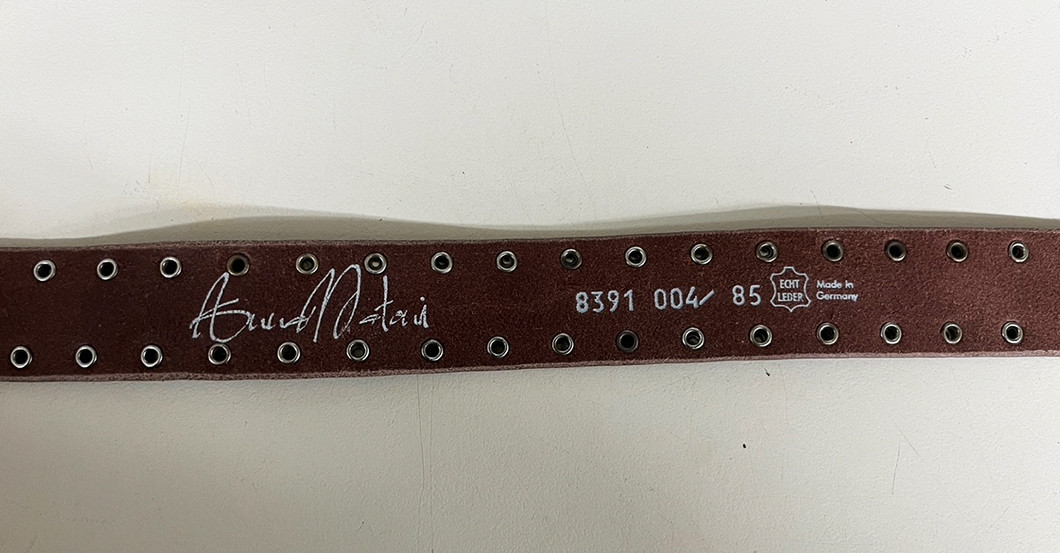 8391 004/ 85
ECHT
LEDER
Made in
Germany